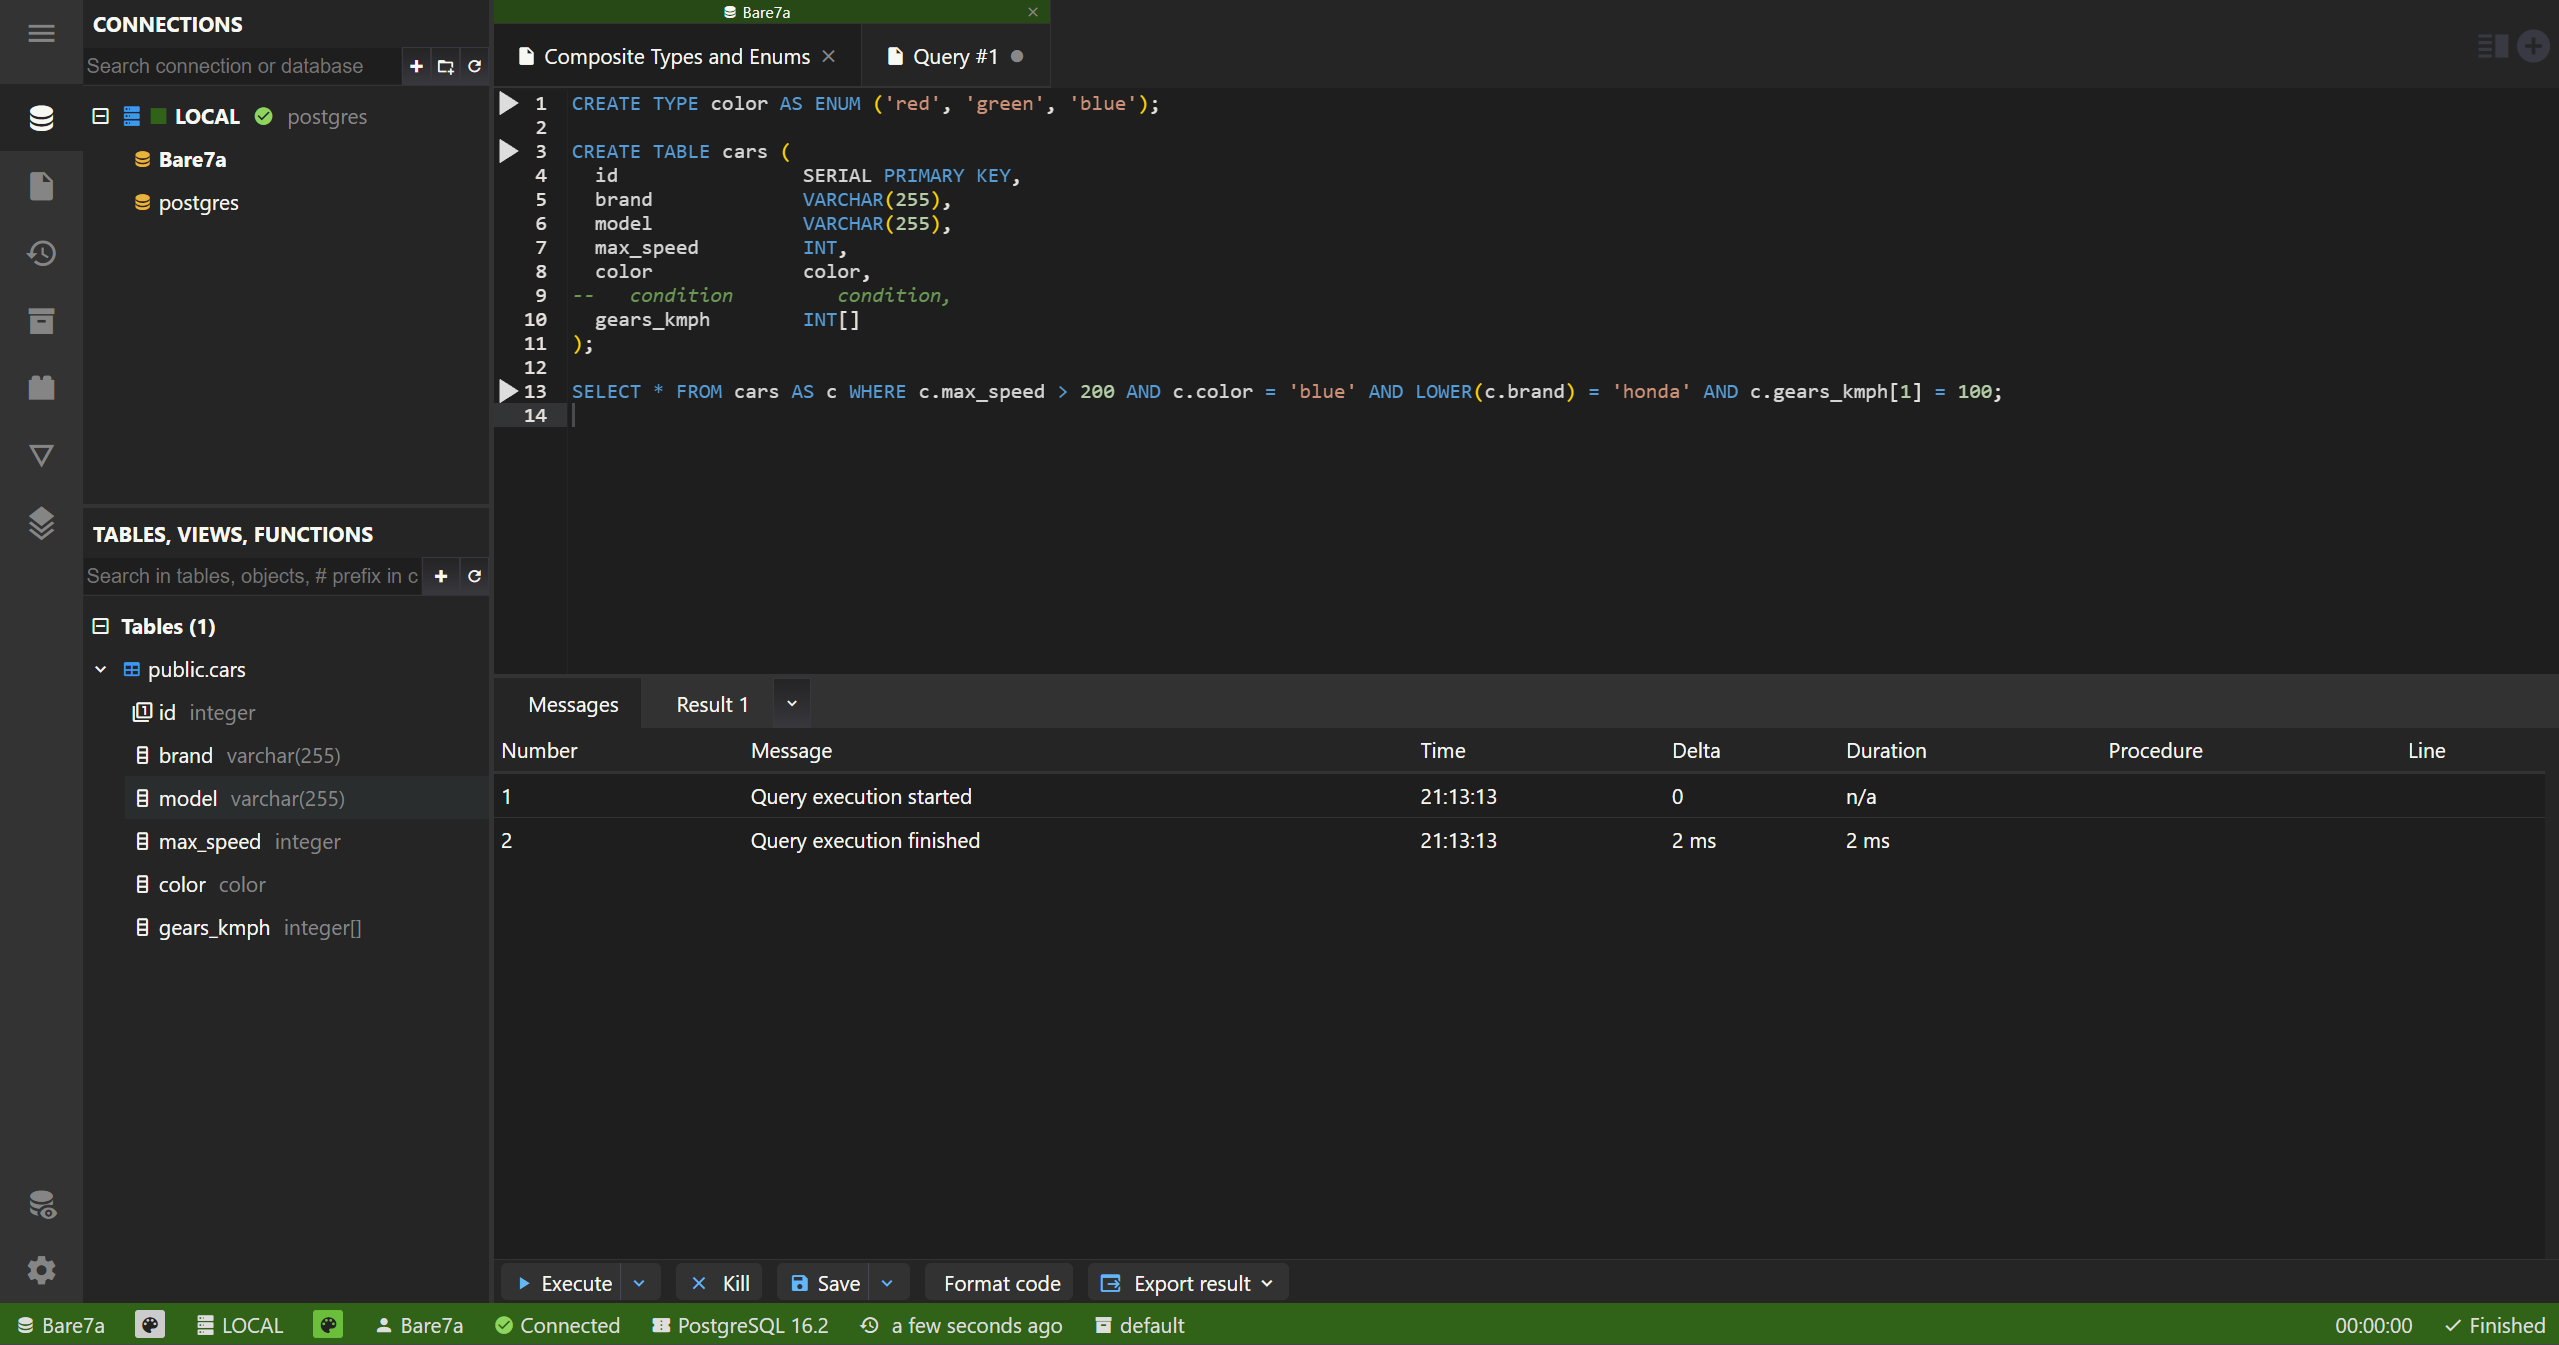 CONNECTIONS
Search connection or database
LOCAL postgres
Bare7a
postgres
TABLES, VIEWS, FUNCTIONS
Search in tables, objects, # prefix in c
Tables (1)
public.cars
id integer
brand varchar(255)
model varchar(255)
max_speed integer
color color
gears_kmph integer[]
Bare7a
Composite Types and Enums
Query #1
1 CREATE TYPE color AS ENUM ('red', 'green', 'blue');
2
3 CREATE TABLE cars (
4 id SERIAL PRIMARY KEY,
5 brand VARCHAR(255),
6 model VARCHAR(255),
7 max_speed INT,
8 color color,
9 -- condition condition,
10 gears_kmph INT[]
11 );
12
13 SELECT * FROM cars AS c WHERE c.max_speed > 200 AND c.color = 'blue' AND LOWER(c.brand) = 'honda' AND c.gears_kmph[1] = 100;
14
Messages Result 1
Number Message Time Delta Duration Procedure Line
1 Query execution started 21:13:13 0 n/a
2 Query execution finished 21:13:13 2 ms 2 ms
Execute Kill Save Format code Export result
Bare7a LOCAL Bare7a Connected PostgreSQL 16.2 a few seconds ago default 00:00:00 Finished